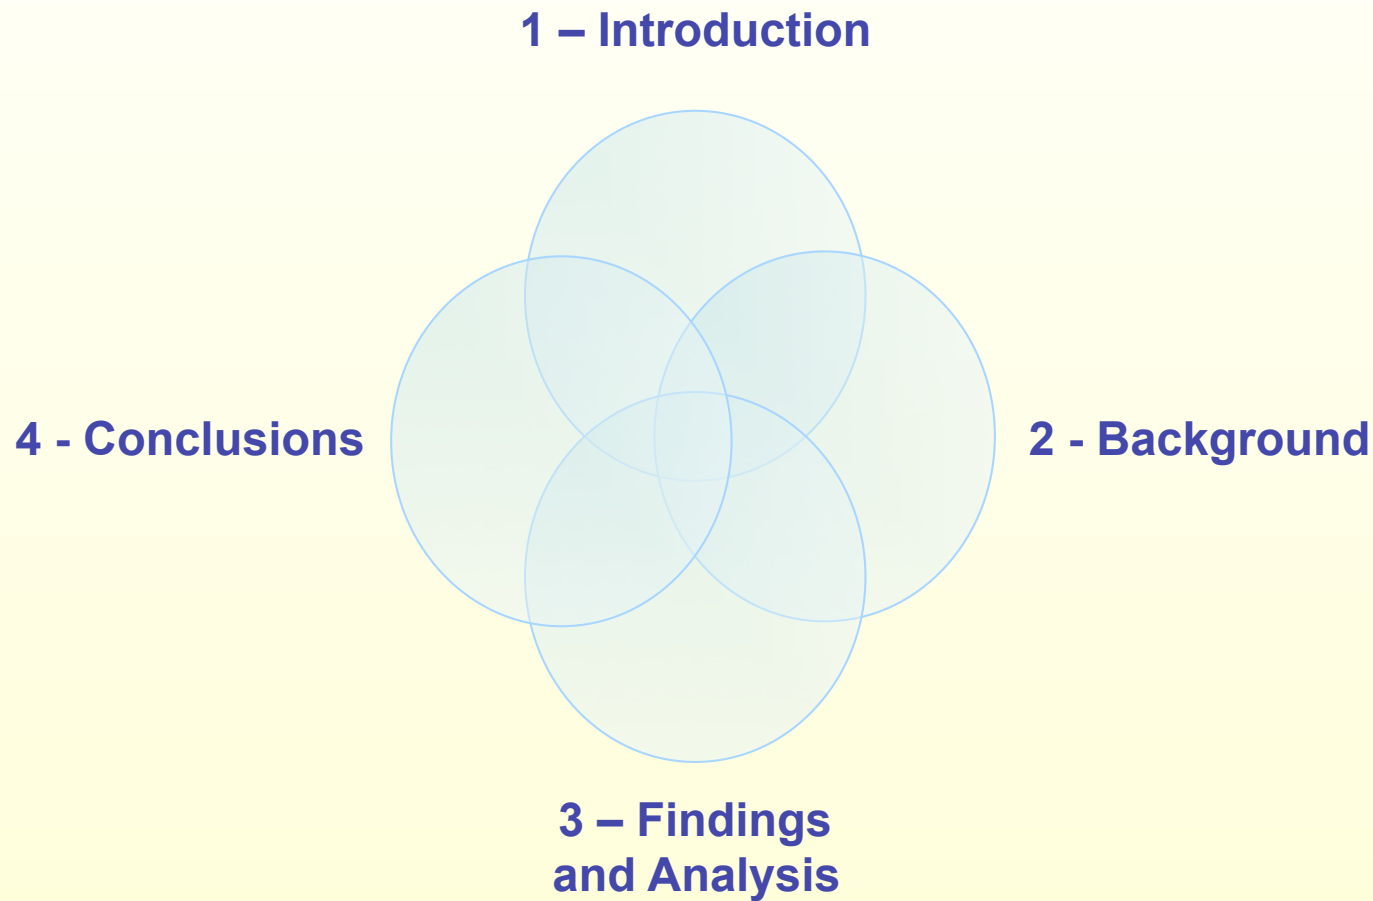 1 – Introduction
2 - Background
3 – Findings
and Analysis
4 - Conclusions